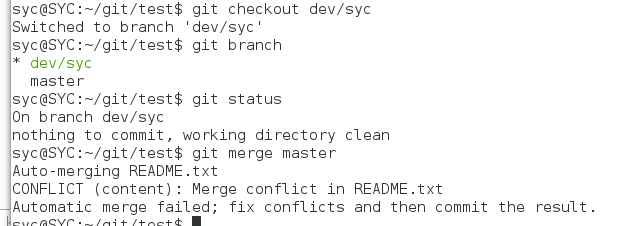 syc@SYC:~/git/test$ git checkout dev/syc
Switched to branch 'dev/syc'
syc@SYC:~/git/test$ git branch
* dev/syc
  master
syc@SYC:~/git/test$ git status
On branch dev/syc
nothing to commit, working directory clean
syc@SYC:~/git/test$ git merge master
Auto-merging README.txt
CONFLICT (content): Merge conflict in README.txt
Automatic merge failed; fix conflicts and then commit the result.
syc@SYC:~/git/test$